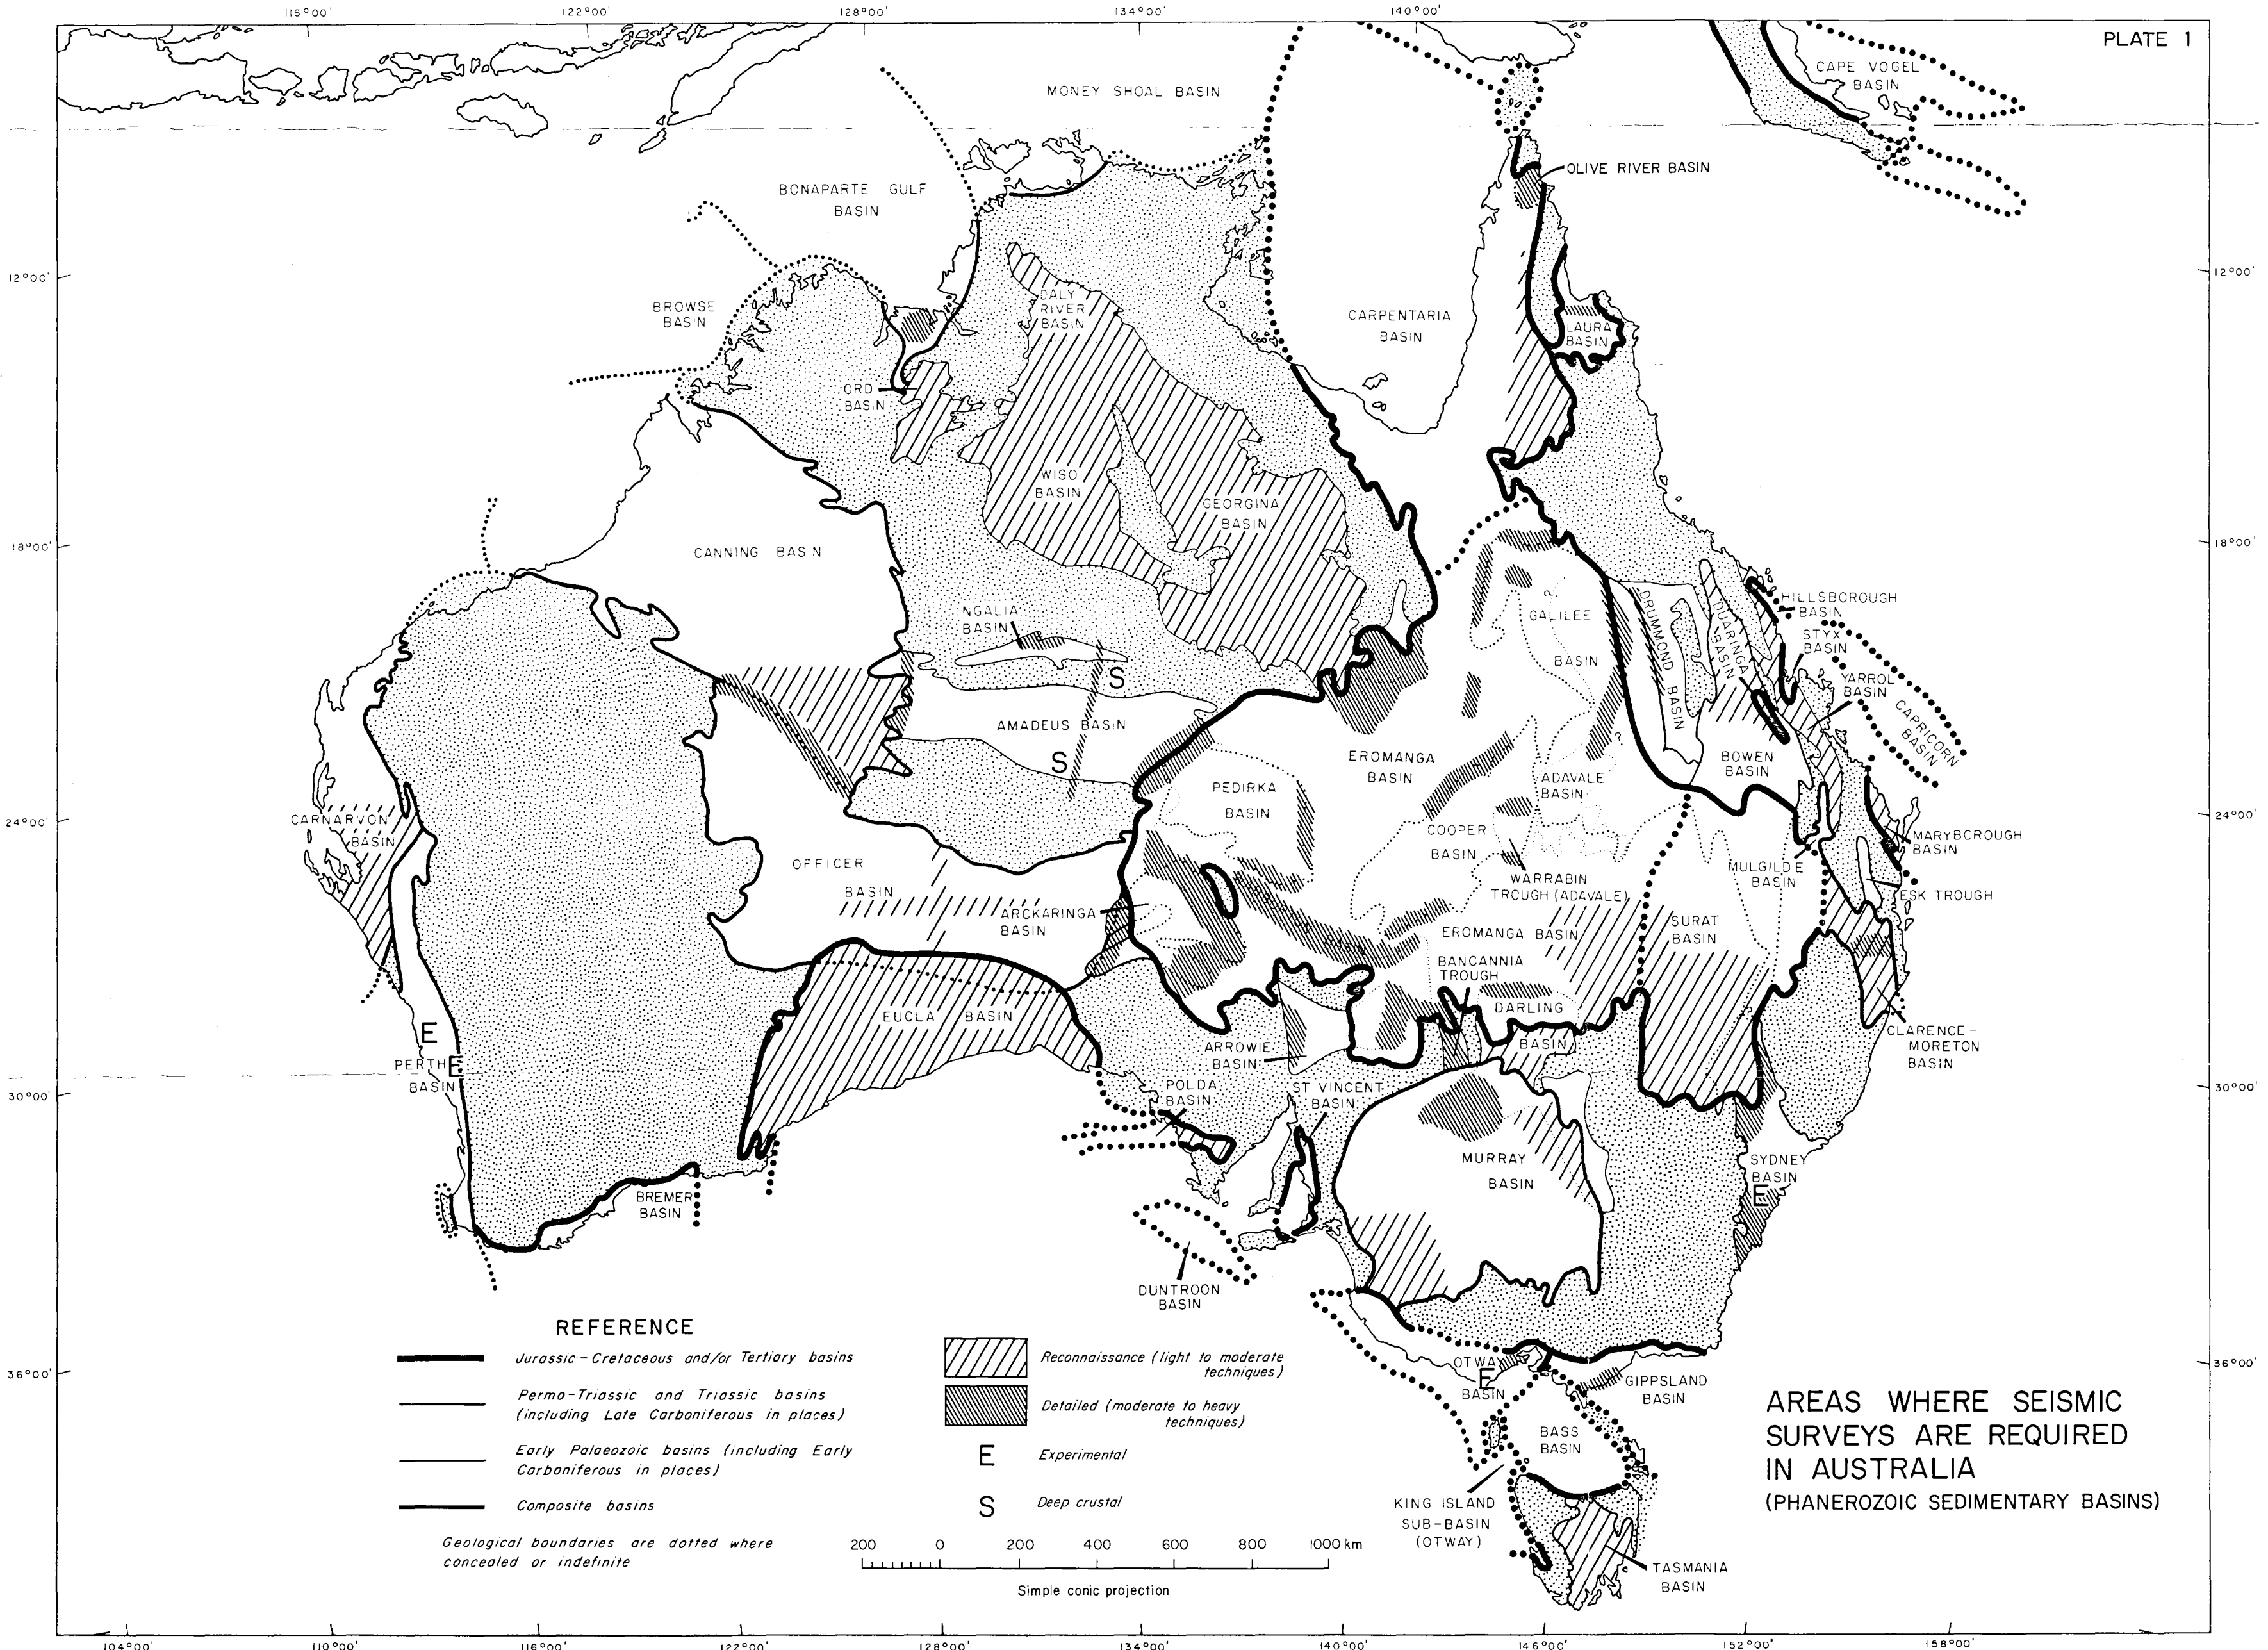 116°00'
122°00'
128°00'
134°00'
140°00'
PLATE 1
CAPE VOGEL
BASIN
MONEY SHOAL BASIN
OLIVE RIVER BASIN
BONAPARTE GULF
BASIN
12°00'
12°00'
DALY
RIVER
BASIN
BROWSE
BASIN
CARPENTARIA
BASIN
LAURA
BASIN
ORD
BASIN
WISO
BASIN
GEORGINA
BASIN
18°00'
18°00'
CANNING BASIN
NGALIA
BASIN
GALILEE
BASIN
DRUMMOND BASIN
DUARINGA
BASIN
HILLSBOROUGH
BASIN
STYX
BASIN
YARROL
BASIN
CAPRICORN
BASIN
S
AMADEUS BASIN
S
EROMANGA
BASIN
PEDIRKA
BASIN
ADAVALE
BASIN
BOWEN
BASIN
24°00'
24°00'
CARNARVON
BASIN
COOPER
BASIN
MARYBOROUGH
BASIN
OFFICER
BASIN
WARRABIN
TROUGH (ADAVALE)
MULGILDIE
BASIN
ESK TROUGH
ARCKARINGA
BASIN
BASIN
EROMANGA BASIN
SURAT
BASIN
BANCANNIA
TROUGH
DARLING
BASIN
EUCLA BASIN
CLARENCE-
MORETON
BASIN
E
PERTH
E
BASIN
ARROWIE
BASIN
30°00'
30°00'
POLDA
BASIN
ST VINCENT
BASIN
MURRAY
BASIN
SYDNEY
BASIN
E
BREMER
BASIN
DUNTROON
BASIN
REFERENCE
Jurassic-Cretaceous and/or Tertiary basins
Permo-Triassic and Triassic basins
(including Late Carboniferous in places)
Early Palaeozoic basins (including Early
Carboniferous in places)
Composite basins
Geological boundaries are dotted where
concealed or indefinite
Reconnaissance (light to moderate
techniques)
Detailed (moderate to heavy
techniques)
E Experimental
S Deep crustal
200 0 200 400 600 800 1000 km
Simple conic projection
36°00'
36°00'
OTWAY
E
BASIN
GIPPSLAND
BASIN
BASS
BASIN
KING ISLAND
SUB-BASIN
(OTWAY)
TASMANIA
BASIN
AREAS WHERE SEISMIC
SURVEYS ARE REQUIRED
IN AUSTRALIA
(PHANEROZOIC SEDIMENTARY BASINS)
104°00'
110°00'
116°00'
122°00'
128°00'
134°00'
140°00'
146°00'
152°00'
158°00'